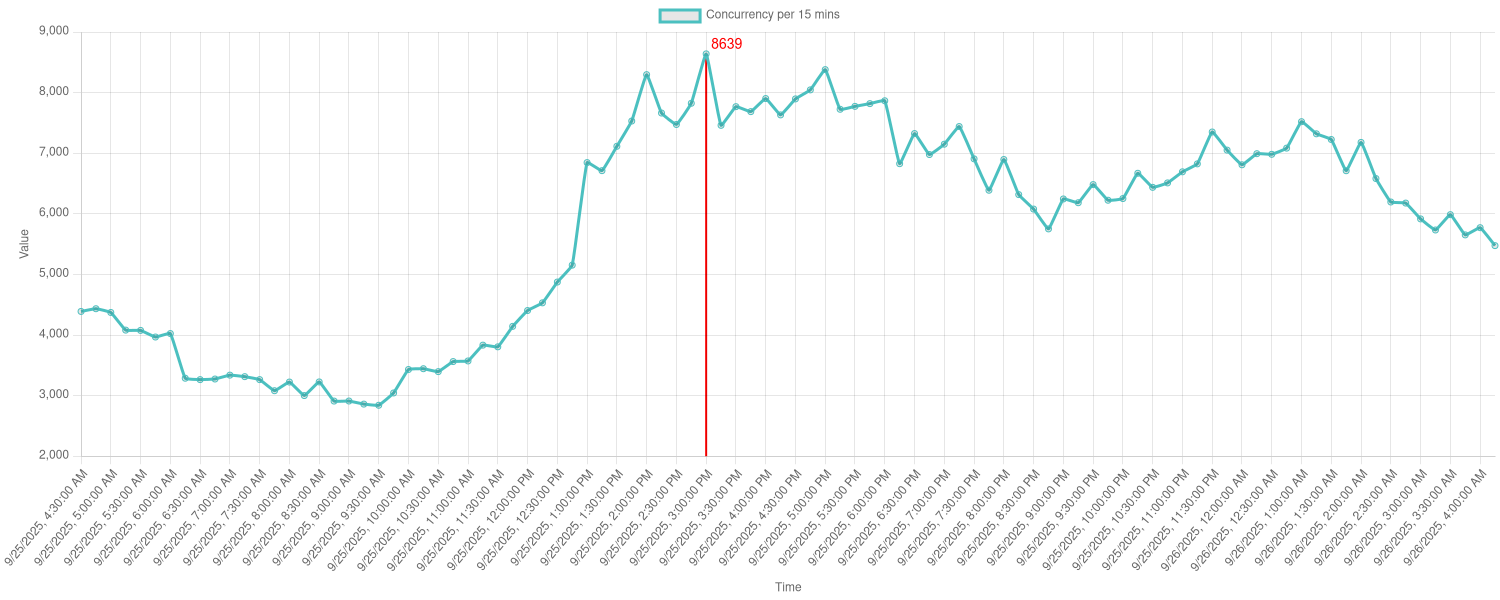 Concurrency per 15 mins
9,000
8639
8,000
7,000
6,000
Value
5,000
4,000
3,000
2,000
9/25/2025, 4:30:00 AM
9/25/2025, 5:00:00 AM
9/25/2025, 5:30:00 AM
9/25/2025, 6:00:00 AM
9/25/2025, 6:30:00 AM
9/25/2025, 7:00:00 AM
9/25/2025, 7:30:00 AM
9/25/2025, 8:00:00 AM
9/25/2025, 8:30:00 AM
9/25/2025, 9:00:00 AM
9/25/2025, 9:30:00 AM
9/25/2025, 10:00:00 AM
9/25/2025, 10:30:00 AM
9/25/2025, 11:00:00 AM
9/25/2025, 11:30:00 AM
9/25/2025, 12:00:00 PM
9/25/2025, 12:30:00 PM
9/25/2025, 1:00:00 PM
9/25/2025, 1:30:00 PM
9/25/2025, 2:00:00 PM
9/25/2025, 2:30:00 PM
9/25/2025, 3:00:00 PM
9/25/2025, 3:30:00 PM
9/25/2025, 4:00:00 PM
9/25/2025, 4:30:00 PM
9/25/2025, 5:00:00 PM
9/25/2025, 5:30:00 PM
9/25/2025, 6:00:00 PM
9/25/2025, 6:30:00 PM
9/25/2025, 7:00:00 PM
9/25/2025, 7:30:00 PM
9/25/2025, 8:00:00 PM
9/25/2025, 8:30:00 PM
9/25/2025, 9:00:00 PM
9/25/2025, 9:30:00 PM
9/25/2025, 10:00:00 PM
9/25/2025, 10:30:00 PM
9/25/2025, 11:00:00 PM
9/25/2025, 11:30:00 PM
9/26/2025, 12:00:00 AM
9/26/2025, 12:30:00 AM
9/26/2025, 1:00:00 AM
9/26/2025, 1:30:00 AM
9/26/2025, 2:00:00 AM
9/26/2025, 2:30:00 AM
9/26/2025, 3:00:00 AM
9/26/2025, 3:30:00 AM
9/26/2025, 4:00:00 AM
Time